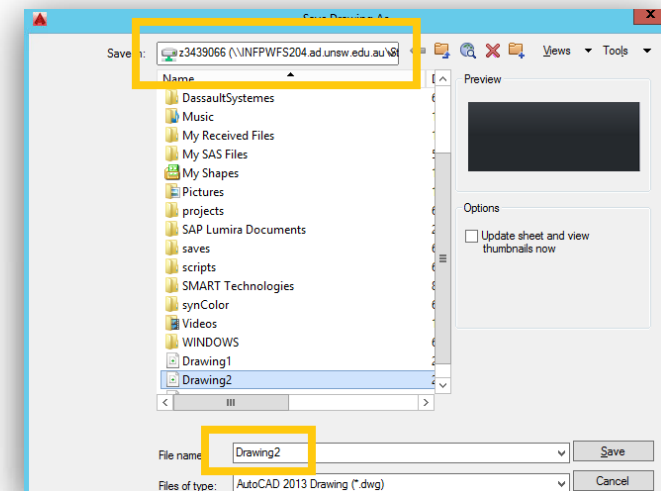 Save Drawing As
X
Save in:
z3439066 (\\INFPWFS204.ad.unsw.edu.au\St
Views
Tools
Name
Preview
DassaultSystemes
Music
My Received Files
My SAS Files
My Shapes
Pictures
projects
Options
SAP Lumira Documents
Update sheet and view
thumbnails now
saves
scripts
SMART Technologies
synColor
Videos
WINDOWS
Drawing1
Drawing2
File name
Drawing2
Save
Files of type:
AutoCAD 2013 Drawing (*.dwg)
Cancel